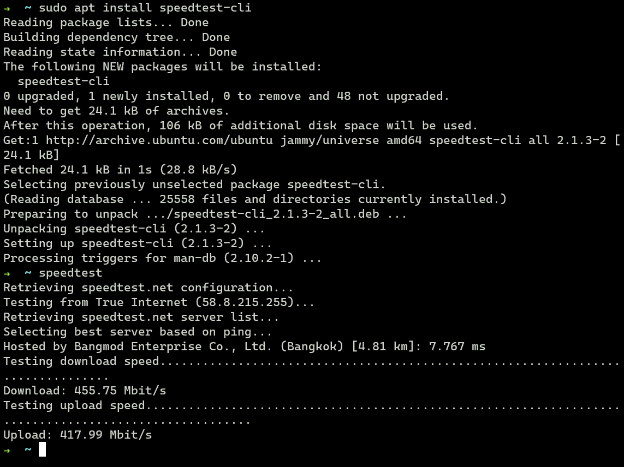 → ~ sudo apt install speedtest-cli
Reading package lists... Done
Building dependency tree... Done
Reading state information... Done
The following NEW packages will be installed:
  speedtest-cli
0 upgraded, 1 newly installed, 0 to remove and 48 not upgraded.
Need to get 24.1 kB of archives.
After this operation, 106 kB of additional disk space will be used.
Get:1 http://archive.ubuntu.com/ubuntu jammy/universe amd64 speedtest-cli all 2.1.3-2 [
24.1 kB]
Fetched 24.1 kB in 1s (28.8 kB/s)
Selecting previously unselected package speedtest-cli.
(Reading database ... 25558 files and directories currently installed.)
Preparing to unpack .../speedtest-cli_2.1.3-2_all.deb ...
Unpacking speedtest-cli (2.1.3-2) ...
Setting up speedtest-cli (2.1.3-2) ...
Processing triggers for man-db (2.10.2-1) ...
→ ~ speedtest
Retrieving speedtest.net configuration...
Testing from True Internet (58.8.215.255)...
Retrieving speedtest.net server list...
Selecting best server based on ping...
Hosted by Bangmod Enterprise Co., Ltd. (Bangkok) [4.81 km]: 7.767 ms
Testing download speed.................................................................
...............
Download: 455.75 Mbit/s
Testing upload speed...................................................................
...................................
Upload: 417.99 Mbit/s
→ ~